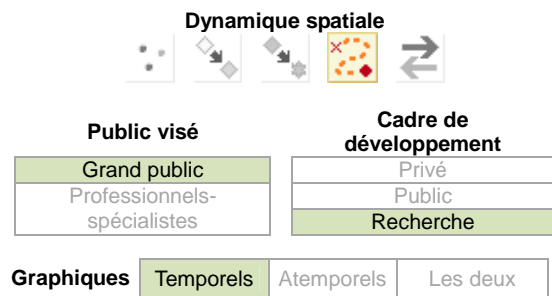 Dynamique spatiale
Public visé
Grand public
Professionnels-
spécialistes
Cadre de
développement
Privé
Public
Recherche
Graphiques Temporels Atemporels Les deux